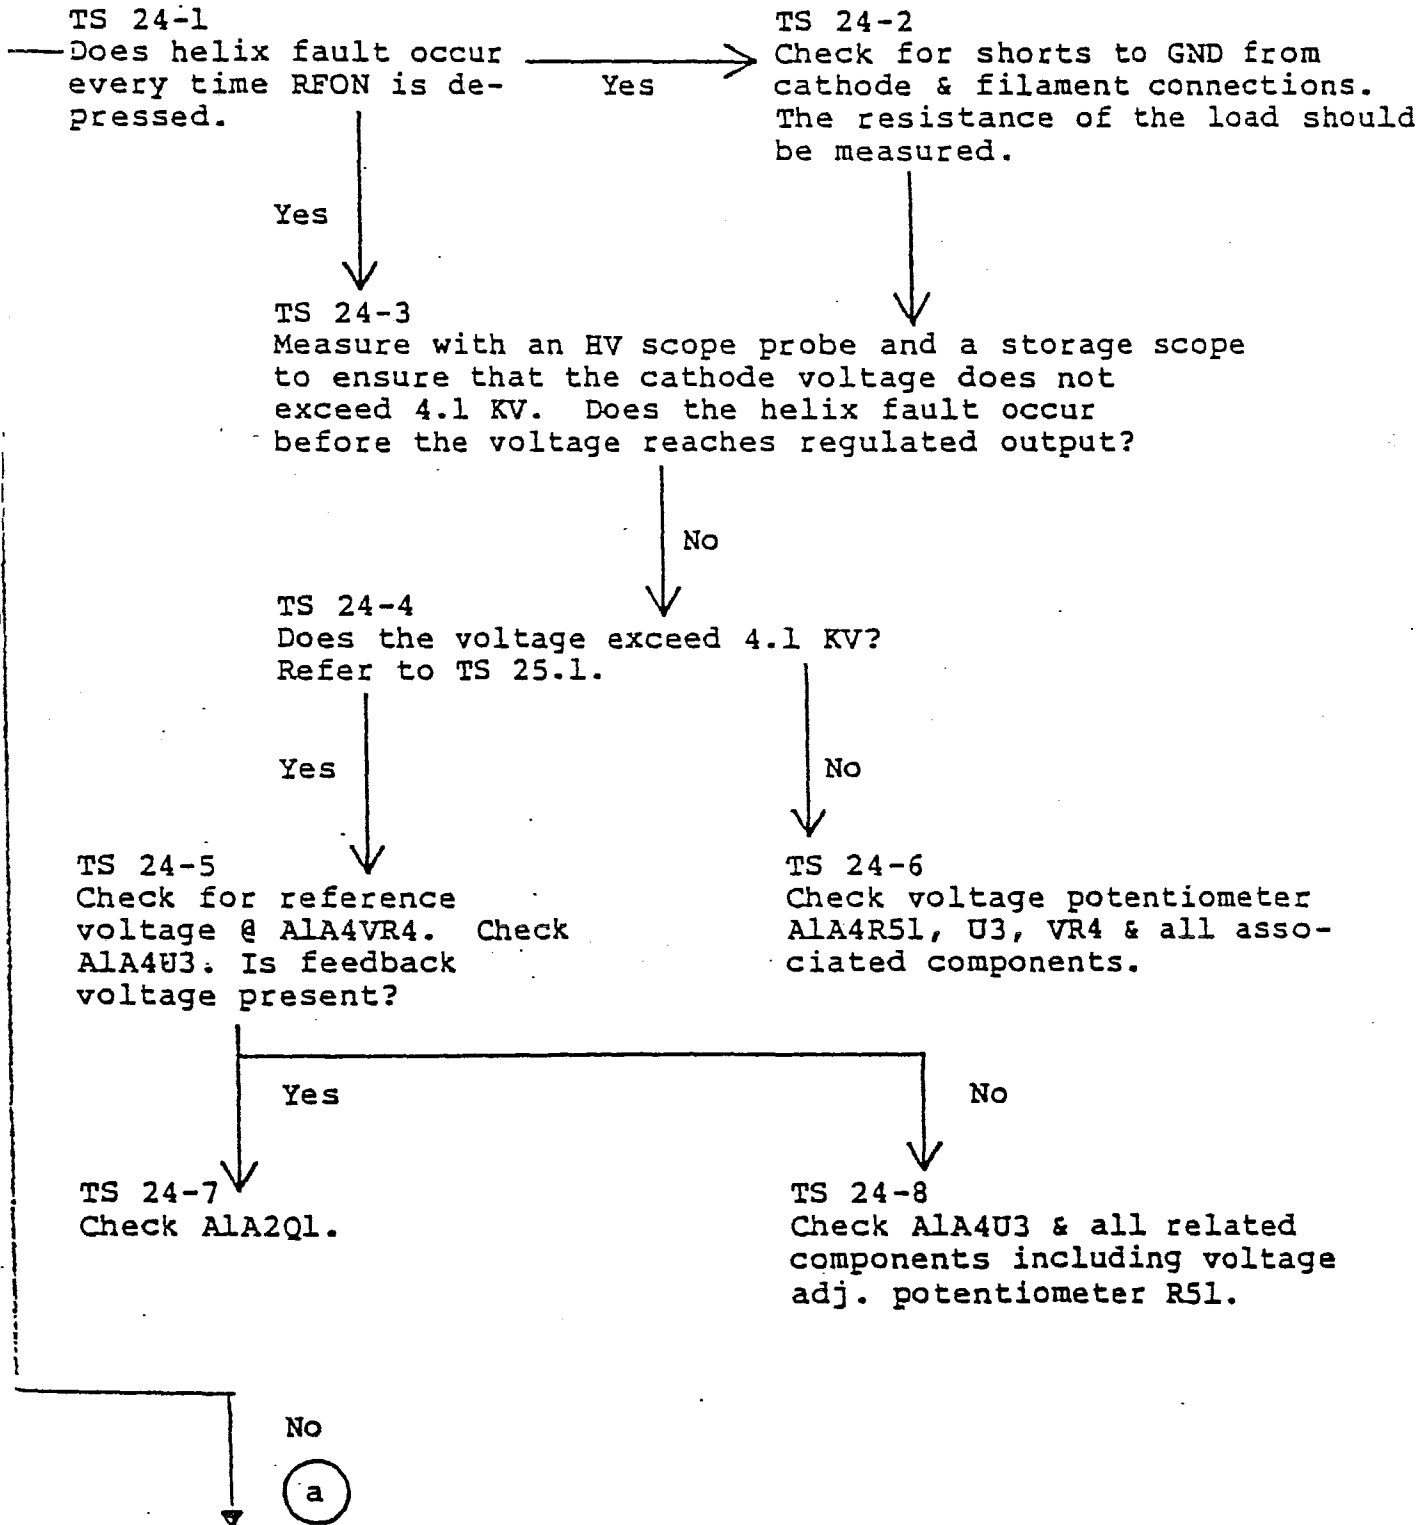 TS 24-1
Does helix fault occur
every time RFON is de-
pressed.
Yes
TS 24-2
Check for shorts to GND from
cathode & filament connections.
The resistance of the load should
be measured.
Yes
TS 24-3
Measure with an HV scope probe and a storage scope
to ensure that the cathode voltage does not
exceed 4.1 KV.  Does the helix fault occur
before the voltage reaches regulated output?
No
TS 24-4
Does the voltage exceed 4.1 KV?
Refer to TS 25.1.
Yes
No
TS 24-5
Check for reference
voltage @ A1A4VR4.  Check
A1A4U3. Is feedback
voltage present?
TS 24-6
Check voltage potentiometer
A1A4R51, U3, VR4 & all asso-
ciated components.
Yes
No
TS 24-7
Check A1A2Q1.
TS 24-8
Check A1A4U3 & all related
components including voltage
adj. potentiometer R51.
No
a